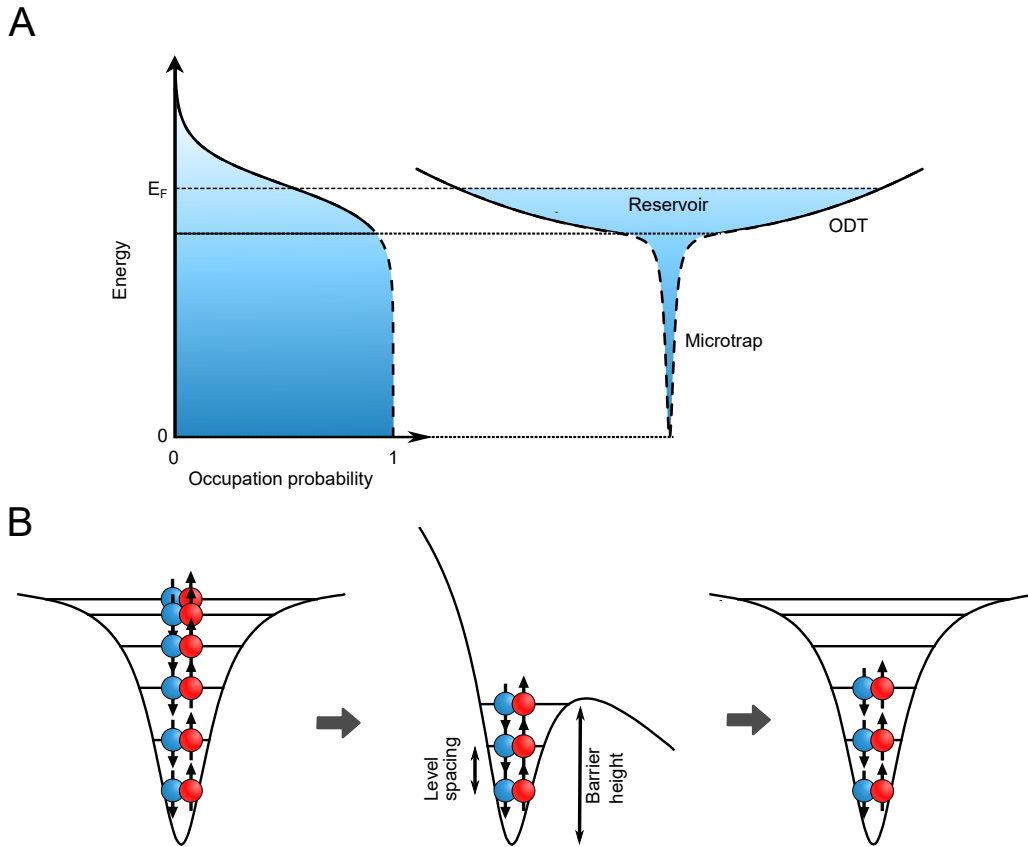 A
E_F
Reservoir
ODT
Energy
Microtrap
0
0
1
Occupation probability
B
Level
spacing
Barrier
height